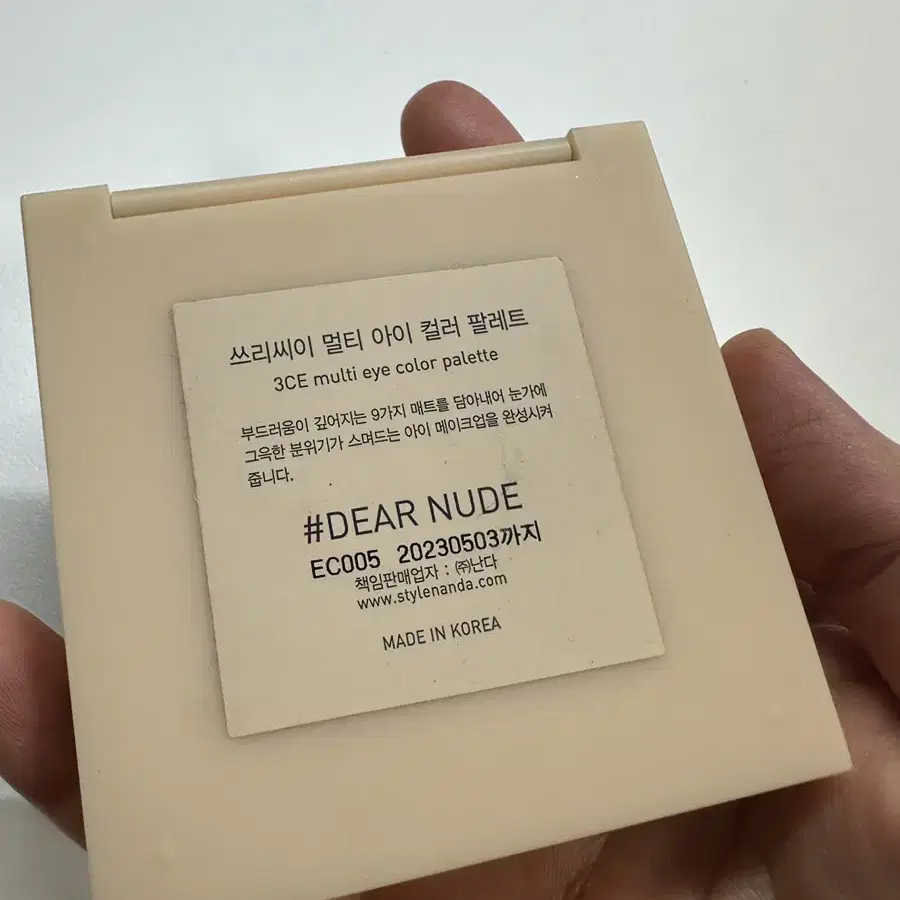 쓰리씨이 멀티 아이 컬러 팔레트
3CE multi eye color palette
부드러움이 깊어지는 9가지 매트를 담아내어 눈가에
그윽한 분위기가 스며드는 아이 메이크업을 완성시켜
줍니다.
#DEAR NUDE
EC005 20230503까지
책임판매업자 : ㈜난다
www.stylenanda.com
MADE IN KOREA